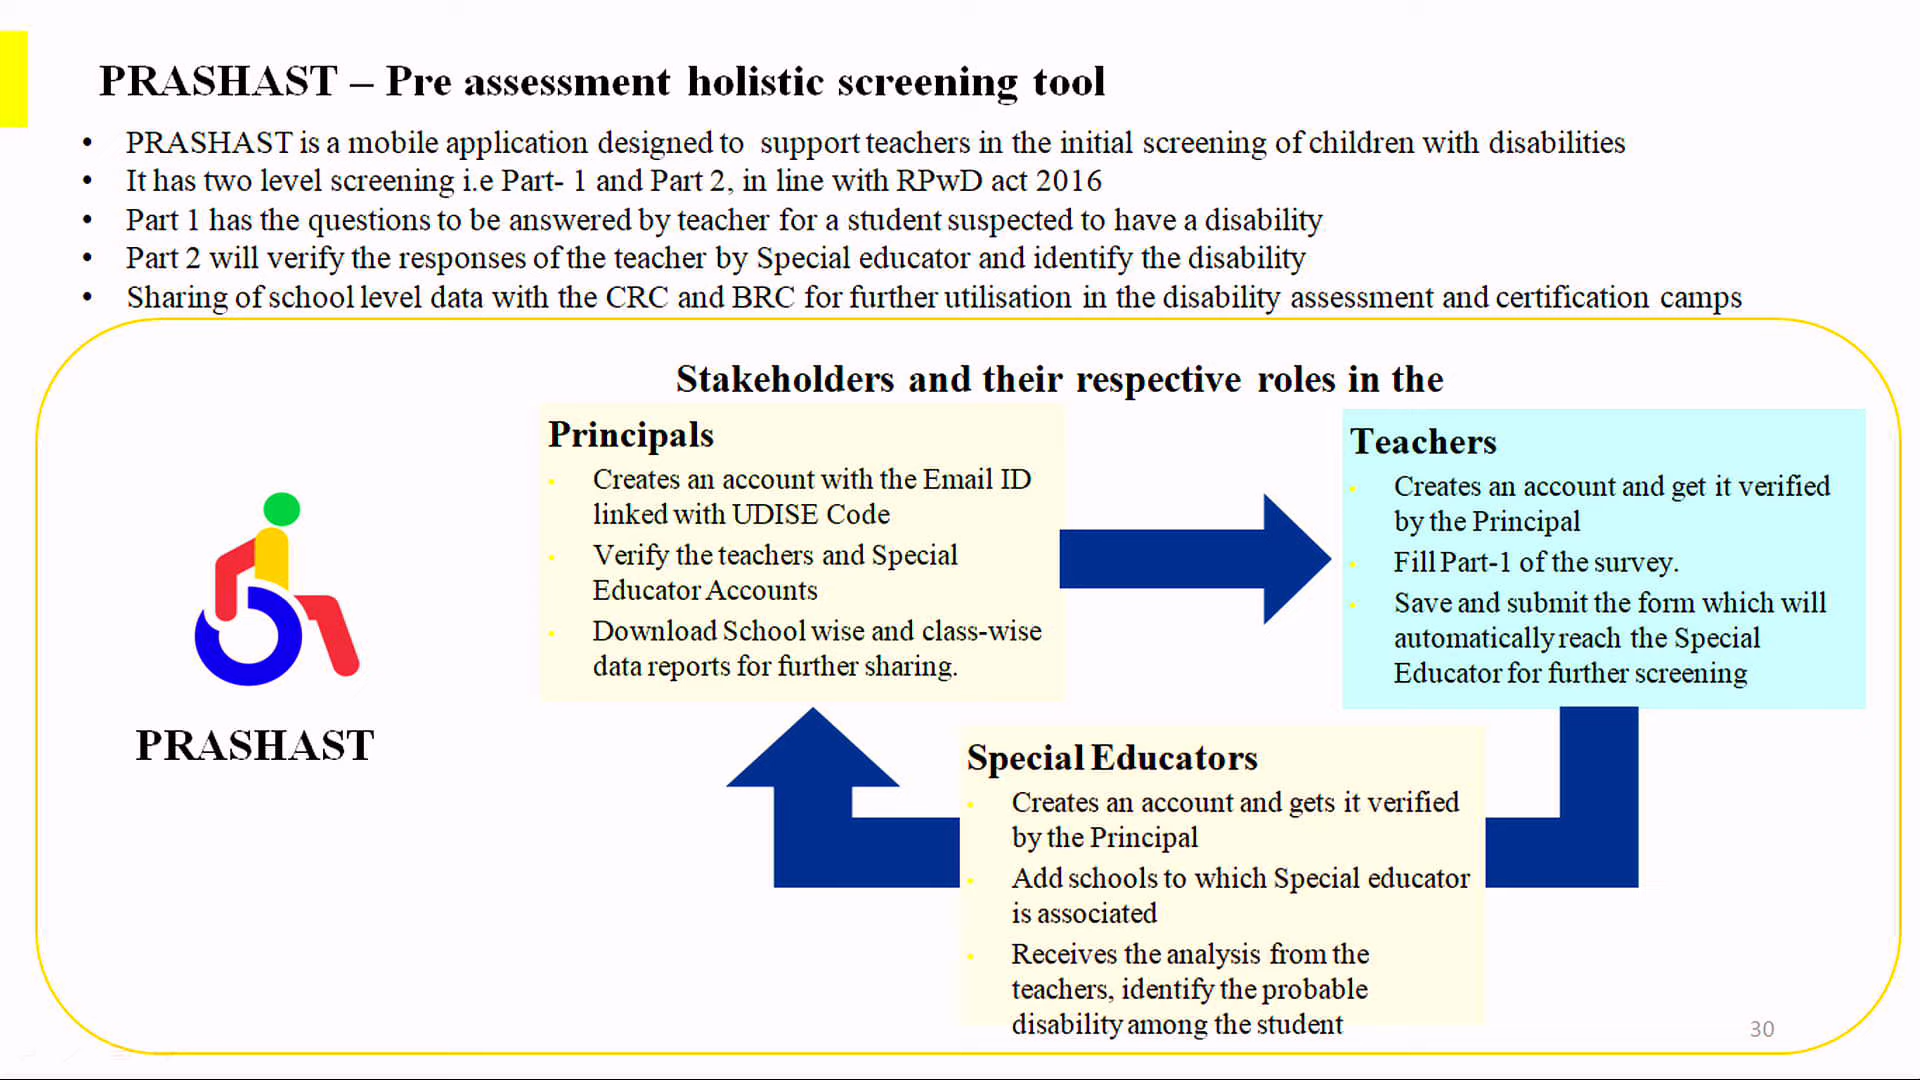 PRASHAST – Pre assessment holistic screening tool
• PRASHAST is a mobile application designed to support teachers in the initial screening of children with disabilities
• It has two level screening i.e Part- 1 and Part 2, in line with RPwD act 2016
• Part 1 has the questions to be answered by teacher for a student suspected to have a disability
• Part 2 will verify the responses of the teacher by Special educator and identify the disability
• Sharing of school level data with the CRC and BRC for further utilisation in the disability assessment and certification camps
Stakeholders and their respective roles in the
Principals
• Creates an account with the Email ID
linked with UDISE Code
• Verify the teachers and Special
Educator Accounts
• Download School wise and class-wise
data reports for further sharing.
Teachers
• Creates an account and get it verified
by the Principal
• Fill Part-1 of the survey.
• Save and submit the form which will
automatically reach the Special
Educator for further screening
PRASHAST
Special Educators
• Creates an account and gets it verified
by the Principal
• Add schools to which Special educator
is associated
• Receives the analysis from the
teachers, identify the probable
disability among the student
30